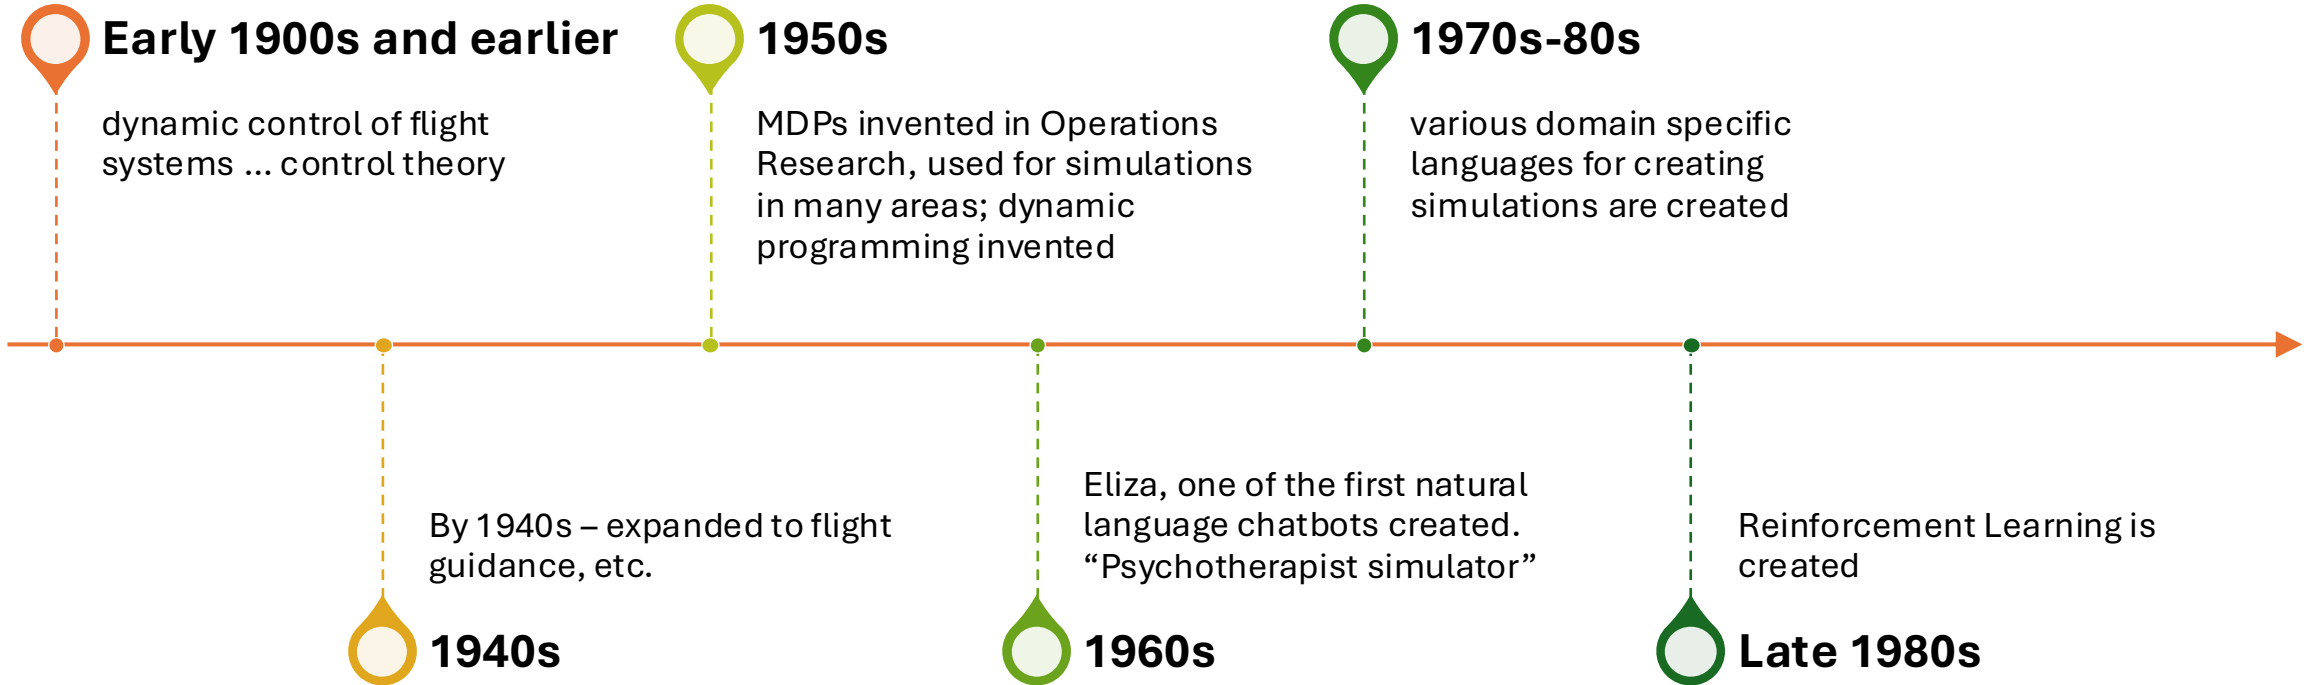 Early 1900s and earlier
dynamic control of flight
systems ... control theory
By 1940s – expanded to flight
guidance, etc.
1940s
1950s
MDPs invented in Operations
Research, used for simulations
in many areas; dynamic
programming invented
Eliza, one of the first natural
language chatbots created.
“Psychotherapist simulator”
1960s
1970s-80s
various domain specific
languages for creating
simulations are created
Reinforcement Learning is
created
Late 1980s